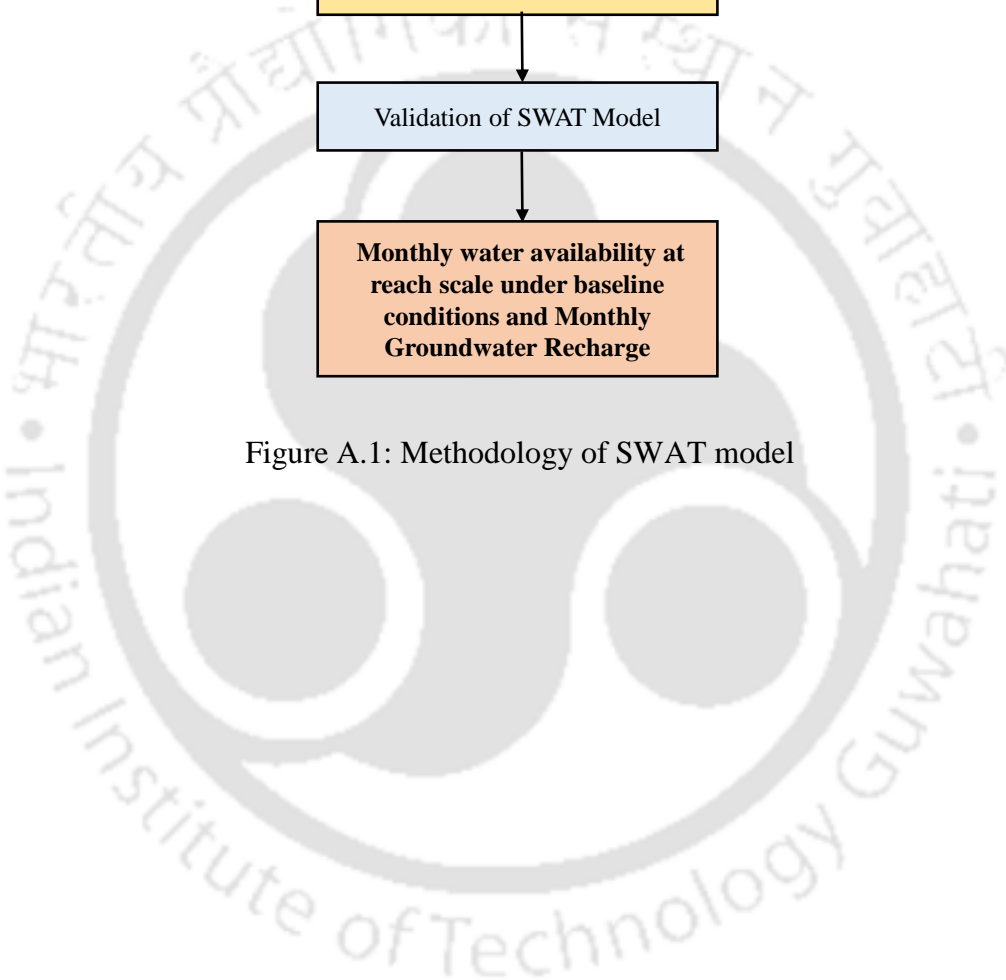 Validation of SWAT Model
Monthly water availability at
reach scale under baseline
conditions and Monthly
Groundwater Recharge
Figure A.1: Methodology of SWAT model
भारतीय प्रौद्योगिकी संस्थान गुवाहाटी
Indian Institute of Technology Guwahati